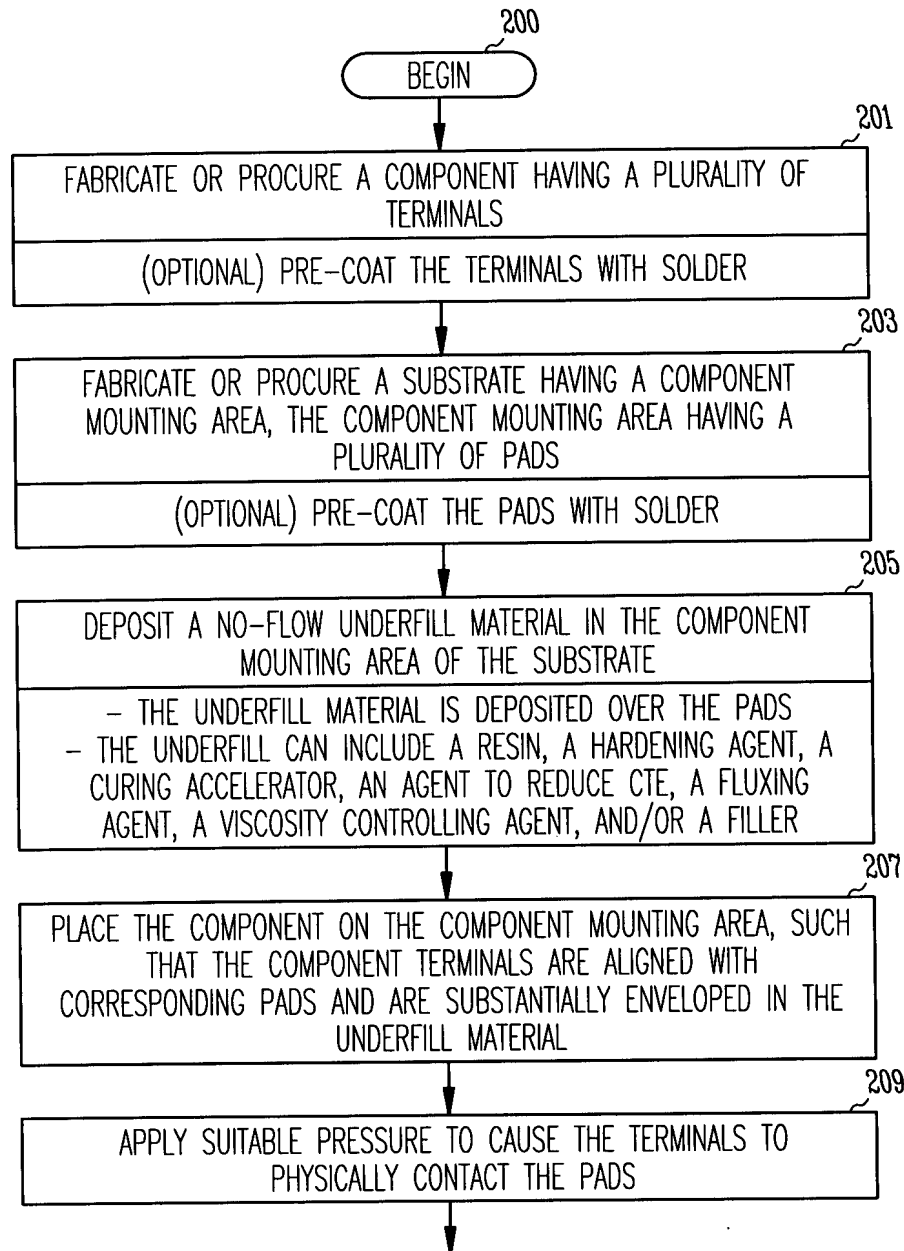 200
BEGIN
201
FABRICATE OR PROCURE A COMPONENT HAVING A PLURALITY OF
TERMINALS
(OPTIONAL) PRE-COAT THE TERMINALS WITH SOLDER
203
FABRICATE OR PROCURE A SUBSTRATE HAVING A COMPONENT
MOUNTING AREA, THE COMPONENT MOUNTING AREA HAVING A
PLURALITY OF PADS
(OPTIONAL) PRE-COAT THE PADS WITH SOLDER
205
DEPOSIT A NO-FLOW UNDERFILL MATERIAL IN THE COMPONENT
MOUNTING AREA OF THE SUBSTRATE
- THE UNDERFILL MATERIAL IS DEPOSITED OVER THE PADS
- THE UNDERFILL CAN INCLUDE A RESIN, A HARDENING AGENT, A
CURING ACCELERATOR, AN AGENT TO REDUCE CTE, A FLUXING
AGENT, A VISCOSITY CONTROLLING AGENT, AND/OR A FILLER
207
PLACE THE COMPONENT ON THE COMPONENT MOUNTING AREA, SUCH
THAT THE COMPONENT TERMINALS ARE ALIGNED WITH
CORRESPONDING PADS AND ARE SUBSTANTIALLY ENVELOPED IN THE
UNDERFILL MATERIAL
209
APPLY SUITABLE PRESSURE TO CAUSE THE TERMINALS TO
PHYSICALLY CONTACT THE PADS